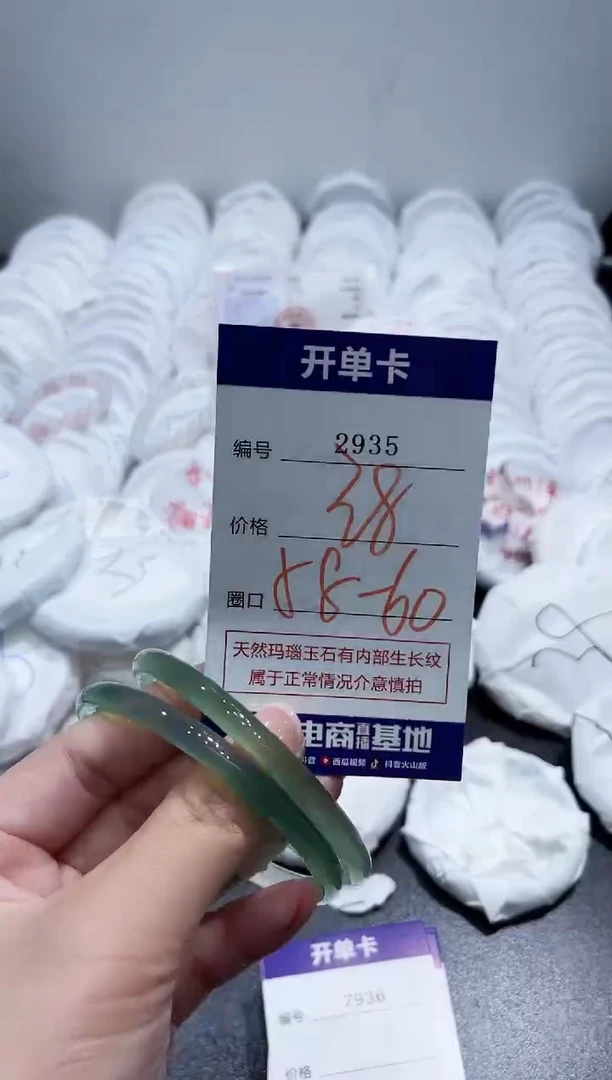 开单卡
编号 2935
价格 38
圈口 58-60
天然玛瑙玉石有内部生长纹
属于正常情况介意慎拍
电商直播基地
抖音 西瓜视频 抖音火山版
开单卡
编号 2936
价格